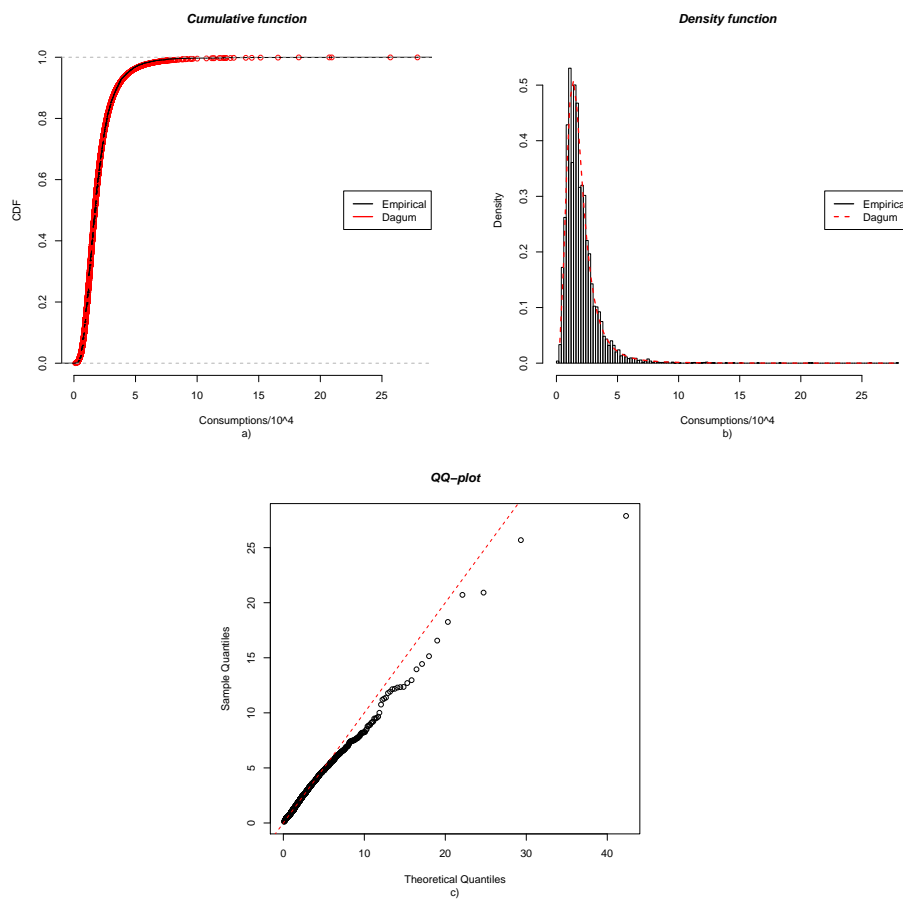 Cumulative function
CDF
0.0 0.2 0.4 0.6 0.8 1.0
Empirical
Dagum
0 5 10 15 20 25
Consumptions/10^4
a)
Density function
Density
0.0 0.1 0.2 0.3 0.4 0.5
Empirica
Dagum
0 5 10 15 20 25
Consumptions/10^4
b)
QQ−plot
Sample Quantiles
0 5 10 15 20 25
0 10 20 30 40
Theoretical Quantiles
c)